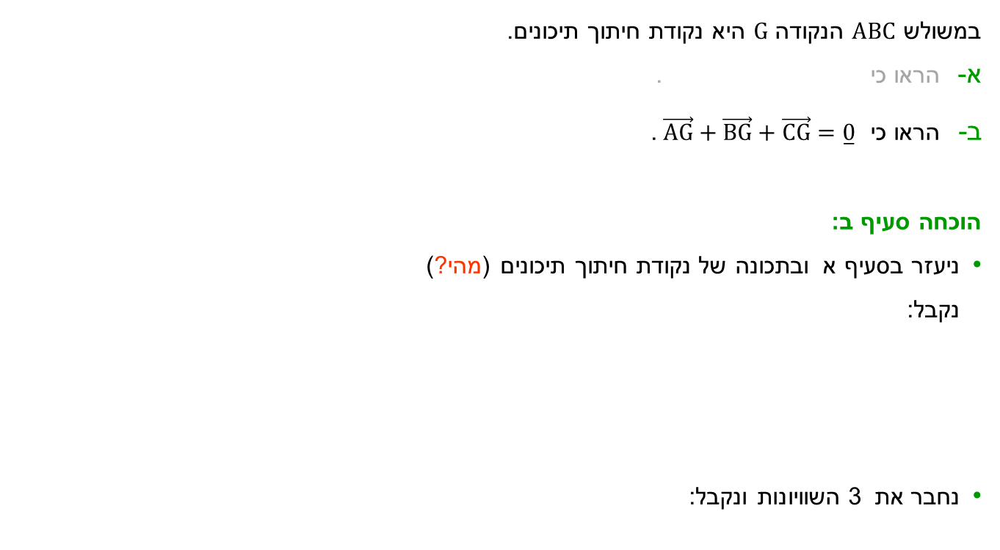 במשולש ABC הנקודה G היא נקודת חיתוך תיכונים.
א- הראו כי .
ב- הראו כי $\overrightarrow{AG} + \overrightarrow{BG} + \overrightarrow{CG} = \underline{0}$ .
הוכחה סעיף ב:
• ניעזר בסעיף א ובתכונה של נקודת חיתוך תיכונים (מהי?)
נקבל:
• נחבר את 3 השוויונות ונקבל: